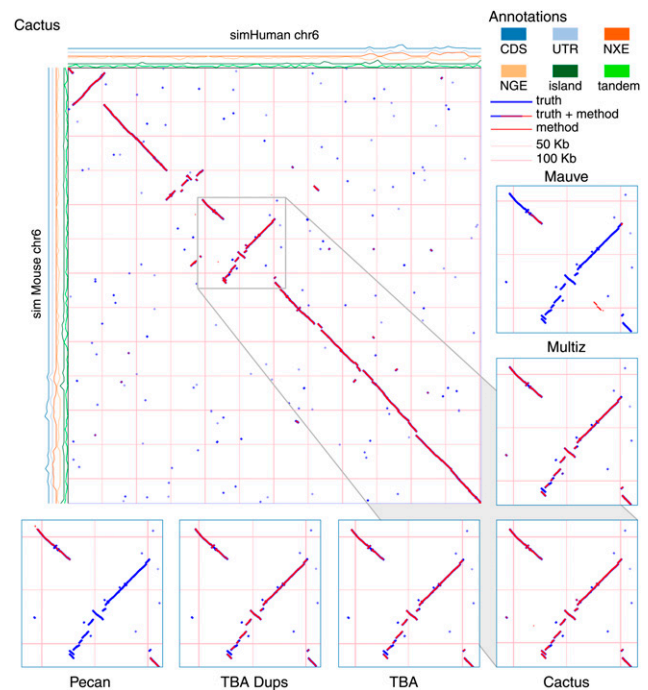 Cactus
simHuman chr6
sim Mouse chr6
Annotations
CDS UTR NXE
NGE island tandem
truth
truth + method
method
50 Kb
100 Kb
Mauve
Multiz
Pecan TBA Dups TBA Cactus